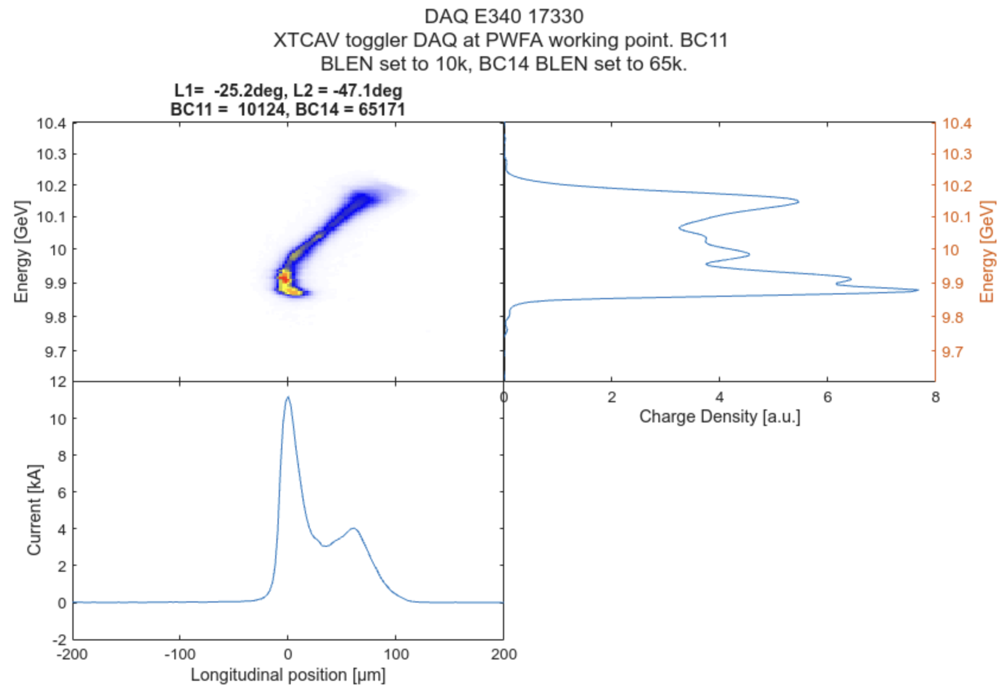 DAQ E340 17330
XTCAV toggler DAQ at PWFA working point. BC11
BLEN set to 10k, BC14 BLEN set to 65k.
L1=  -25.2deg, L2 = -47.1deg
BC11 =  10124, BC14 = 65171
10.4
10.3
10.2
10.1
10
9.9
9.8
9.7
Energy [GeV]
10.4
10.3
10.2
10.1
10
9.9
9.8
9.7
Energy [GeV]
0 2 4 6 8
Charge Density [a.u.]
12
10
8
6
4
2
0
-2
Current [kA]
-200 -100 0 100 200
Longitudinal position [µm]